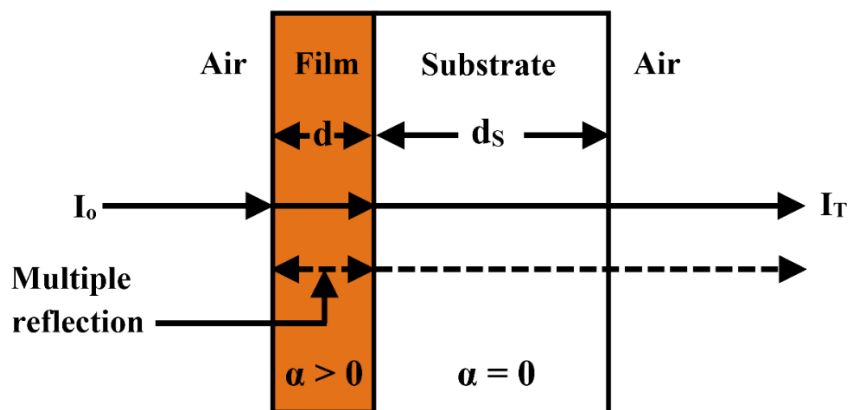 Air Film Substrate Air
d dS
Io IT
Multiple
reflection
α > 0 α = 0